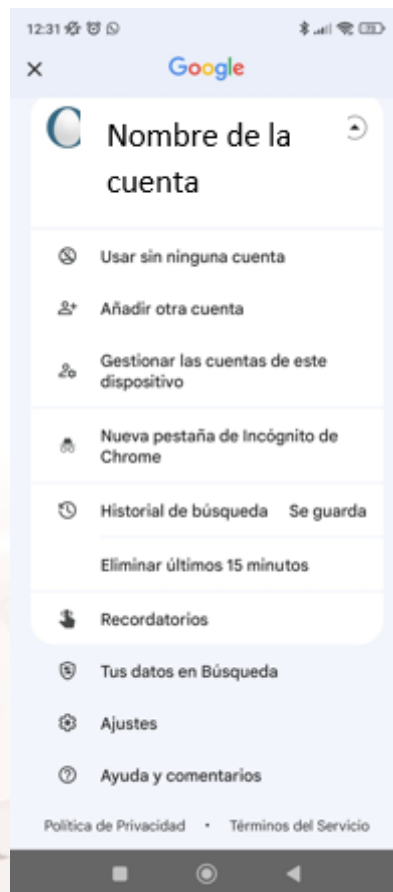 12:31
Google
Nombre de la
cuenta
Usar sin ninguna cuenta
Añadir otra cuenta
Gestionar las cuentas de este
dispositivo
Nueva pestaña de Incógnito de
Chrome
Historial de búsqueda Se guarda
Eliminar últimos 15 minutos
Recordatorios
Tus datos en Búsqueda
Ajustes
Ayuda y comentarios
Política de Privacidad · Términos del Servicio